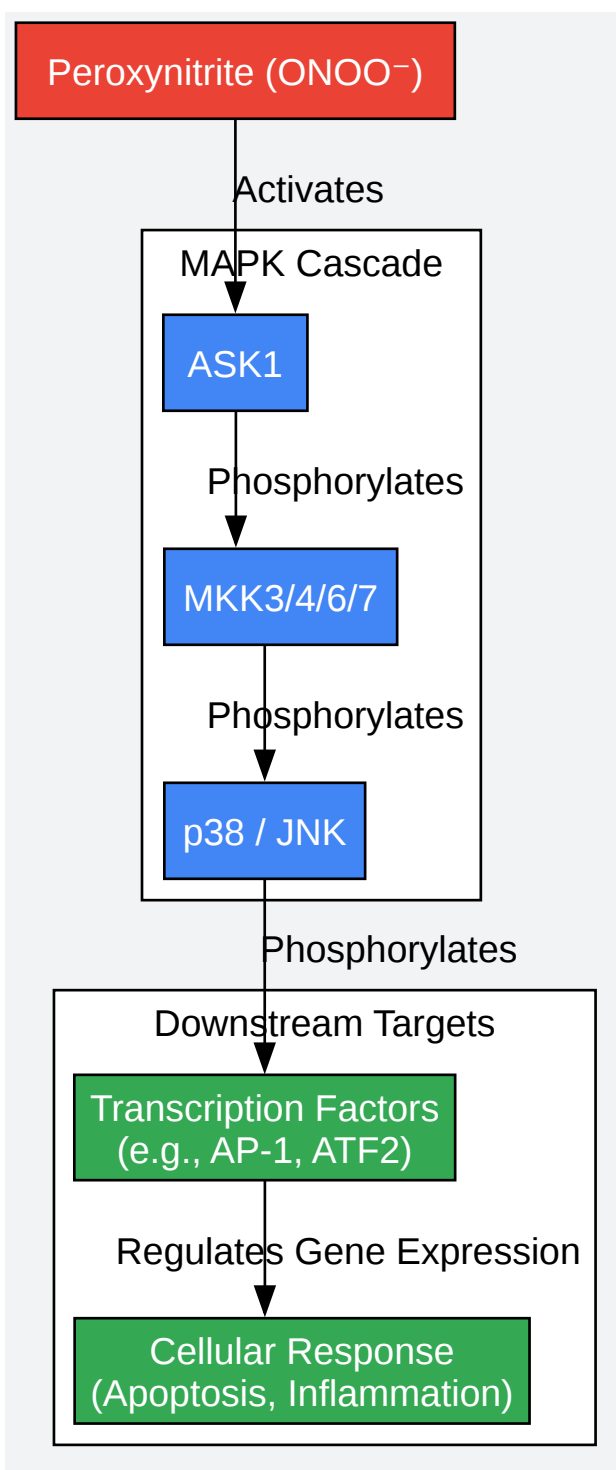 Peroxynitrite (ONOO⁻)
Activates
MAPK Cascade
ASK1
Phosphorylates
MKK3/4/6/7
Phosphorylates
p38 / JNK
Phosphorylates
Downstream Targets
Transcription Factors
(e.g., AP-1, ATF2)
Regulates Gene Expression
Cellular Response
(Apoptosis, Inflammation)